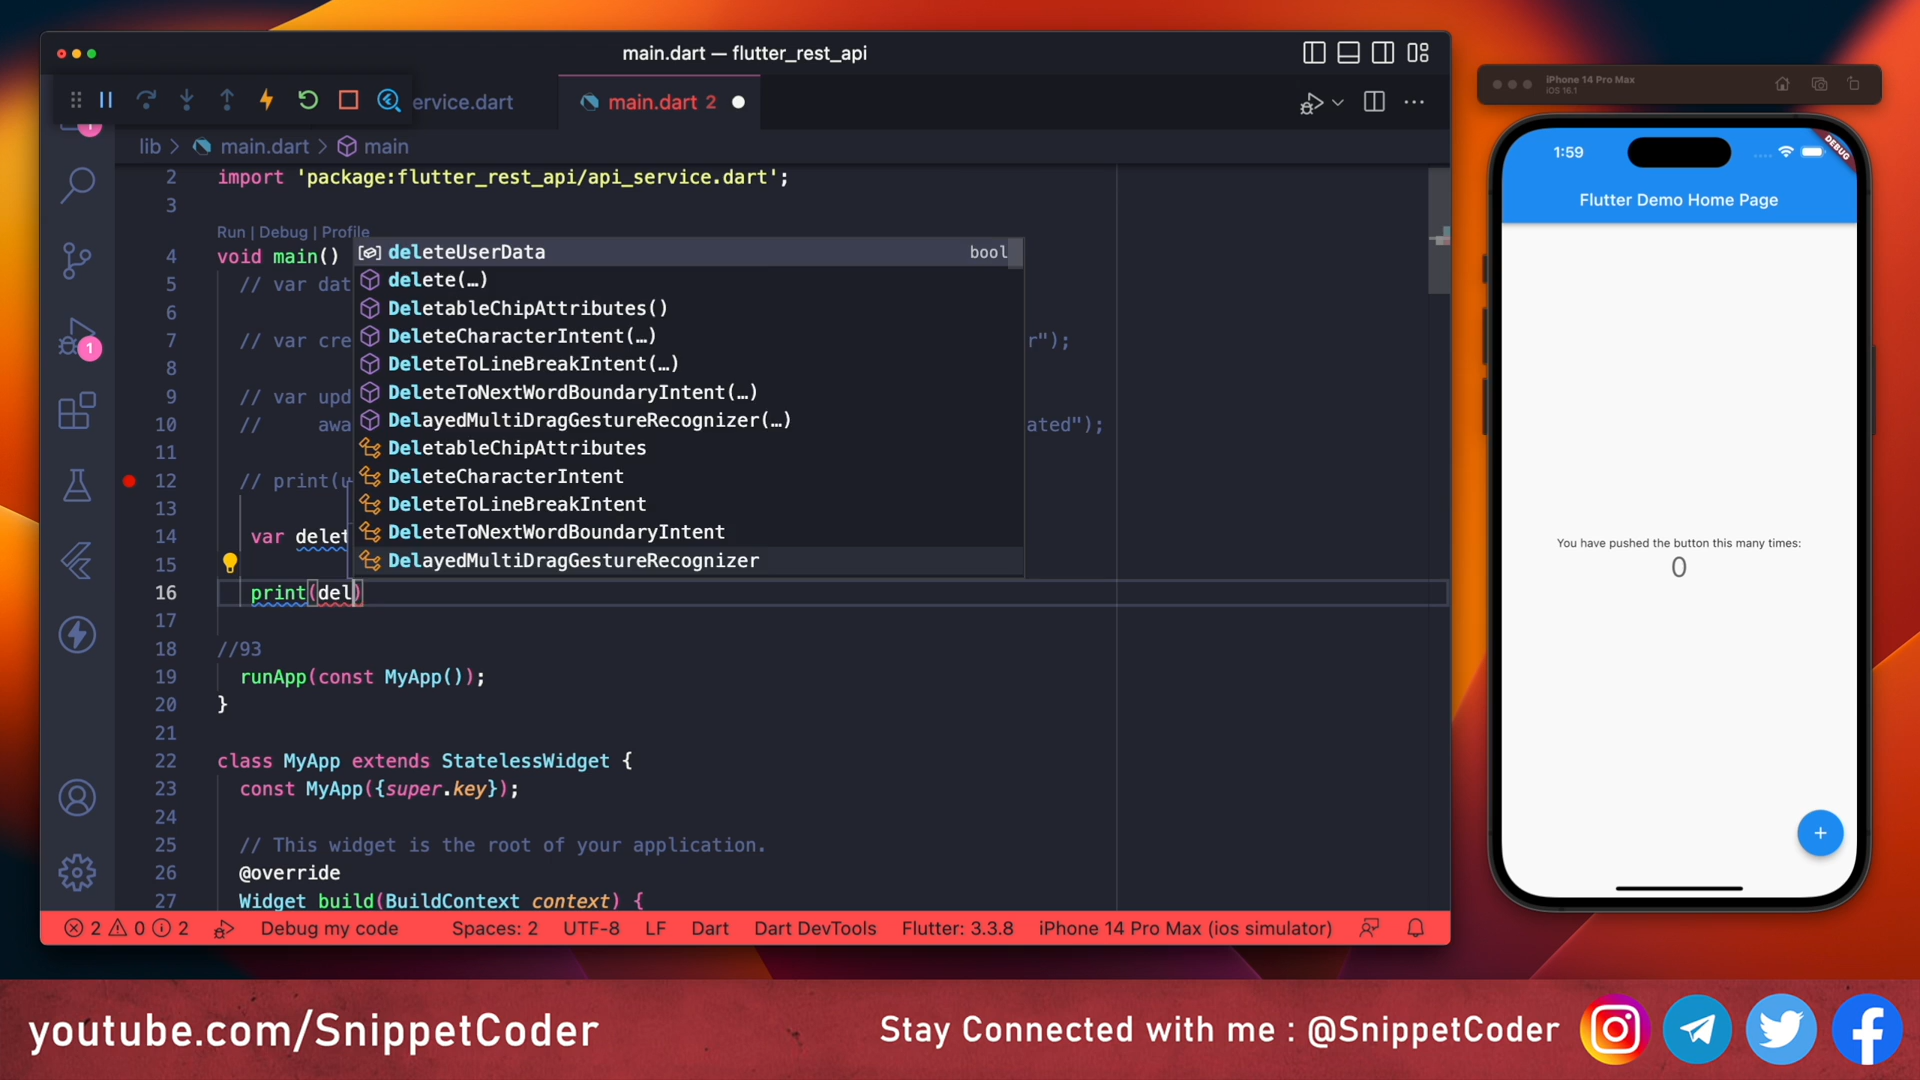 main.dart — flutter_rest_api
ervice.dart
main.dart 2
lib > main.dart > main
2 import 'package:flutter_rest_api/api_service.dart';
3
Run | Debug | Profile
4 void main()
5 // var dat
6
7 // var cre r");
8
9 // var upd
10 // awa ated");
11
12 // print(u
13
14 var delet
15
16 print(del)
17
18 //93
19 runApp(const MyApp());
20 }
21
22 class MyApp extends StatelessWidget {
23 const MyApp({super.key});
24
25 // This widget is the root of your application.
26 @override
27 Widget build(BuildContext context) {
deleteUserData bool
delete(…)
DeletableChipAttributes()
DeleteCharacterIntent(…)
DeleteToLineBreakIntent(…)
DeleteToNextWordBoundaryIntent(…)
DelayedMultiDragGestureRecognizer(…)
DeletableChipAttributes
DeleteCharacterIntent
DeleteToLineBreakIntent
DeleteToNextWordBoundaryIntent
DelayedMultiDragGestureRecognizer
1
1
2 0 2 Debug my code Spaces: 2 UTF-8 LF Dart Dart DevTools Flutter: 3.3.8 iPhone 14 Pro Max (ios simulator)
iPhone 14 Pro Max
iOS 16.1
1:59
DEBUG
Flutter Demo Home Page
You have pushed the button this many times:
0
+
youtube.com/SnippetCoder
Stay Connected with me : @SnippetCoder